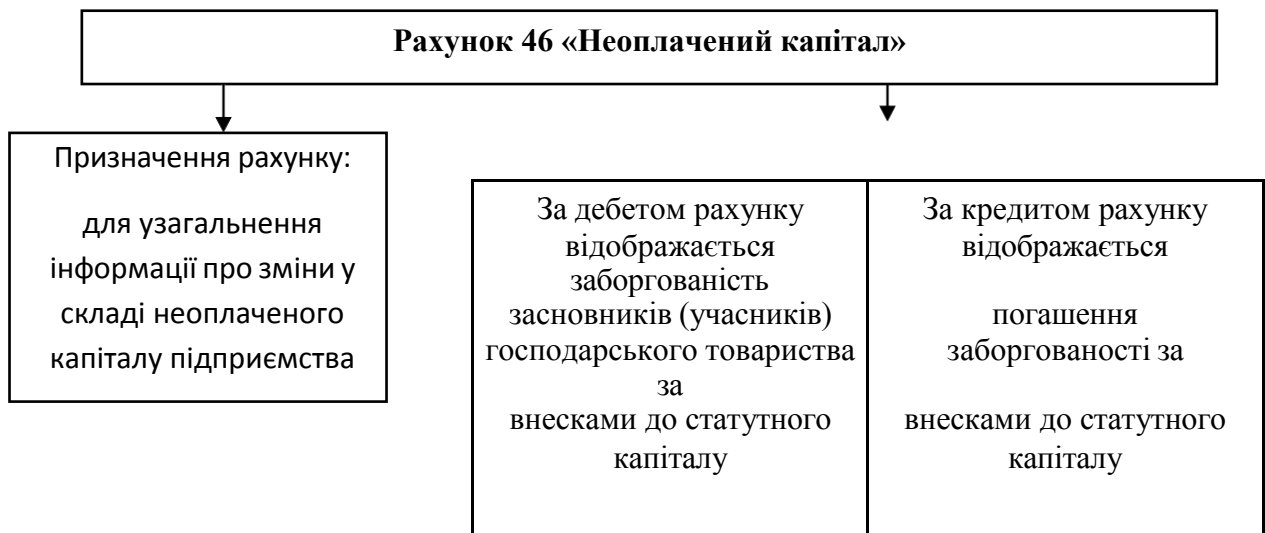 Рахунок 46 «Неоплачений капітал»
Призначення рахунку:
для узагальнення
інформації про зміни у
складі неоплаченого
капіталу підприємства
За дебетом рахунку
відображається
заборгованість
засновників (учасників)
господарського товариства
за
внесками до статутного
капіталу
За кредитом рахунку
відображається
погашення
заборгованості за
внесками до статутного
капіталу